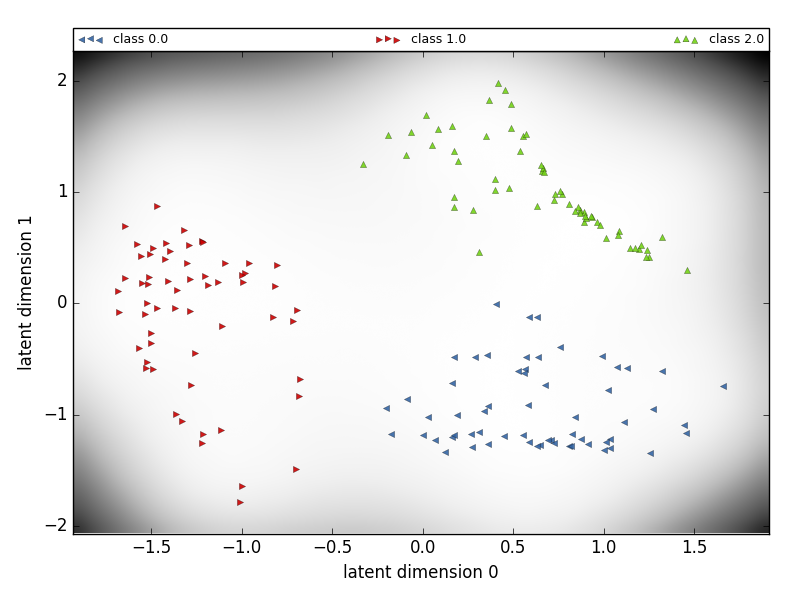 class 0.0 class 1.0 class 2.0
2
1
0
−1
−2
−1.5 −1.0 −0.5 0.0 0.5 1.0 1.5
latent dimension 0
latent dimension 1